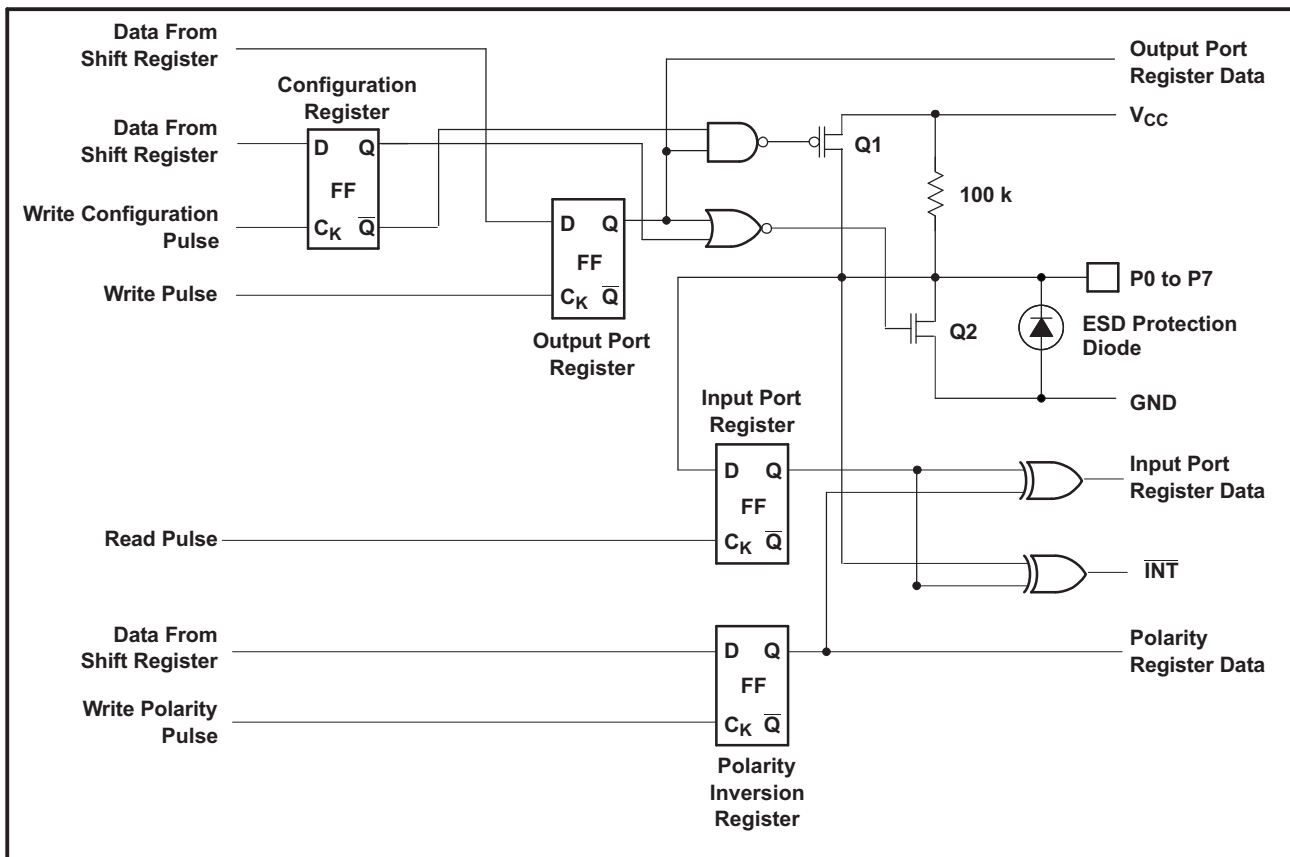 Data From
Shift Register
Output Port
Register Data
Configuration
Register
VCC
Data From
Shift Register
D Q
FF
CK Q̅
Q1
100 k
Write Configuration
Pulse
D Q
FF
CK Q̅
P0 to P7
Write Pulse
Output Port
Register
Q2
ESD Protection
Diode
GND
Input Port
Register
D Q
FF
CK Q̅
Input Port
Register Data
Read Pulse
I̅N̅T̅
Data From
Shift Register
D Q
FF
CK Q̅
Polarity
Register Data
Write Polarity
Pulse
Polarity
Inversion
Register